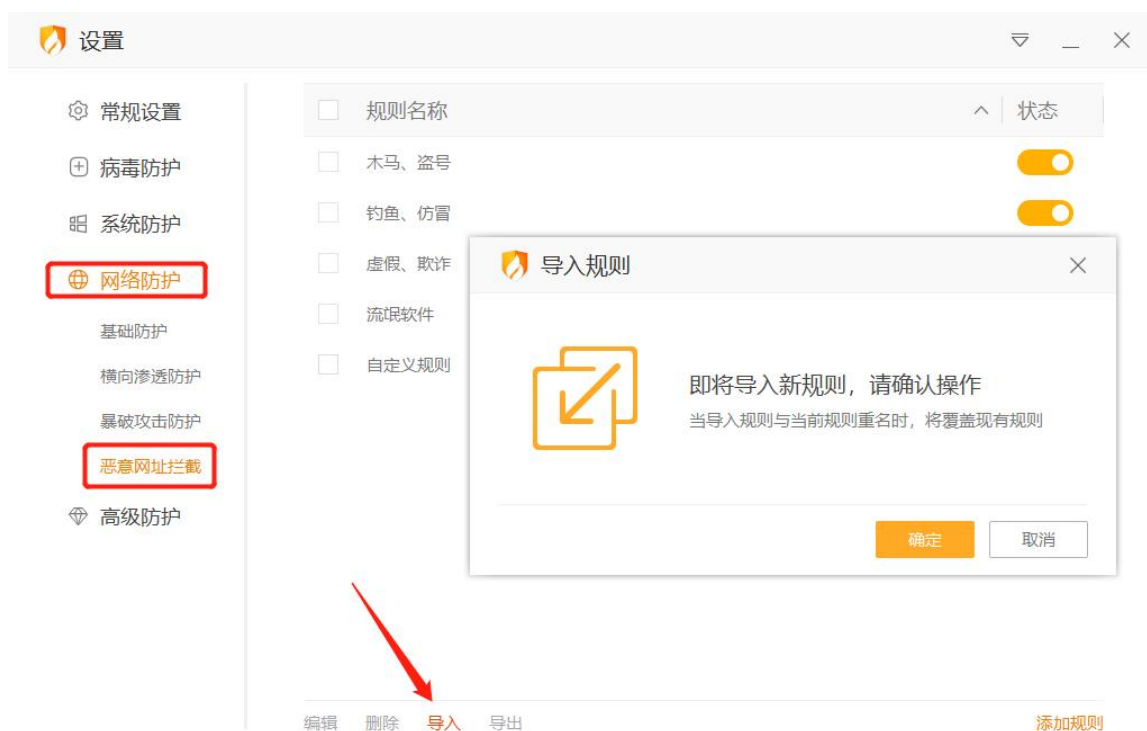 设置
常规设置
病毒防护
系统防护
网络防护
基础防护
横向渗透防护
暴破攻击防护
恶意网址拦截
高级防护
规则名称 状态
木马、盗号
钓鱼、仿冒
虚假、欺诈
流氓软件
自定义规则
导入规则
即将导入新规则，请确认操作
当导入规则与当前规则重名时，将覆盖现有规则
确定 取消
编辑 删除 导入 导出 添加规则